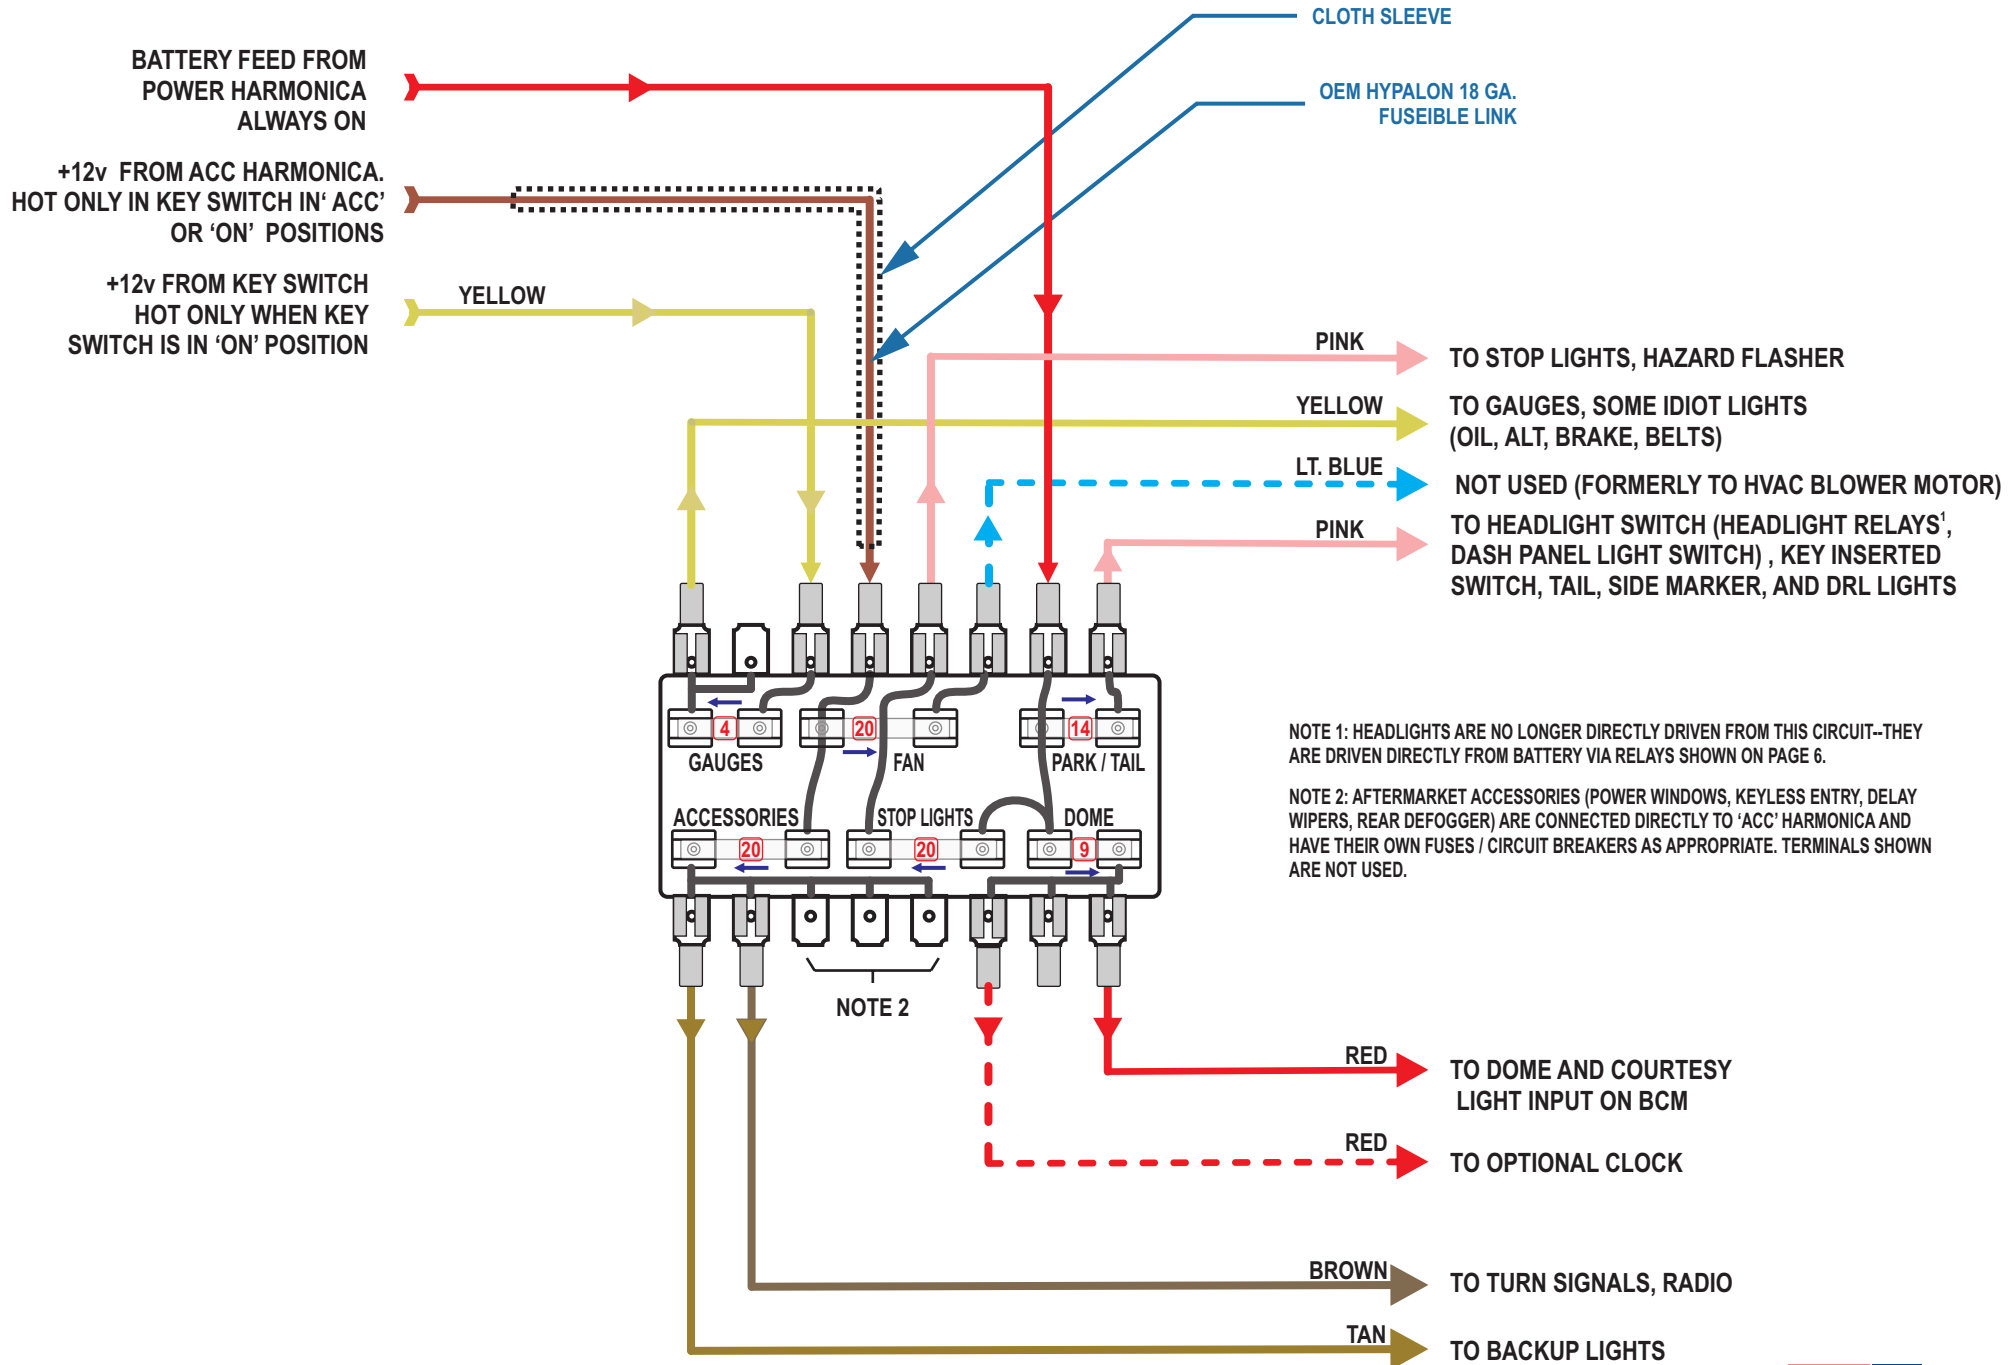 CLOTH SLEEVE
BATTERY FEED FROM
POWER HARMONICA
ALWAYS ON
OEM HYPALON 18 GA.
FUSEIBLE LINK
+12v  FROM ACC HARMONICA.
HOT ONLY IN KEY SWITCH IN‘ ACC’
OR ‘ON’  POSITIONS
+12v FROM KEY SWITCH
HOT ONLY WHEN KEY
SWITCH IS IN ‘ON’ POSITION
YELLOW
PINK
TO STOP LIGHTS, HAZARD FLASHER
YELLOW
TO GAUGES, SOME IDIOT LIGHTS
(OIL, ALT, BRAKE, BELTS)
LT. BLUE
NOT USED (FORMERLY TO HVAC BLOWER MOTOR)
PINK
TO HEADLIGHT SWITCH (HEADLIGHT RELAYS¹,
DASH PANEL LIGHT SWITCH) , KEY INSERTED
SWITCH, TAIL, SIDE MARKER, AND DRL LIGHTS
4
20
14
GAUGES
FAN
PARK / TAIL
ACCESSORIES
STOP LIGHTS
DOME
20
20
9
NOTE 1: HEADLIGHTS ARE NO LONGER DIRECTLY DRIVEN FROM THIS CIRCUIT--THEY
ARE DRIVEN DIRECTLY FROM BATTERY VIA RELAYS SHOWN ON PAGE 6.
NOTE 2: AFTERMARKET ACCESSORIES (POWER WINDOWS, KEYLESS ENTRY, DELAY
WIPERS, REAR DEFOGGER) ARE CONNECTED DIRECTLY TO ‘ACC’ HARMONICA AND
HAVE THEIR OWN FUSES / CIRCUIT BREAKERS AS APPROPRIATE. TERMINALS SHOWN
ARE NOT USED.
NOTE 2
RED
TO DOME AND COURTESY
LIGHT INPUT ON BCM
RED
TO OPTIONAL CLOCK
BROWN
TO TURN SIGNALS, RADIO
TAN
TO BACKUP LIGHTS